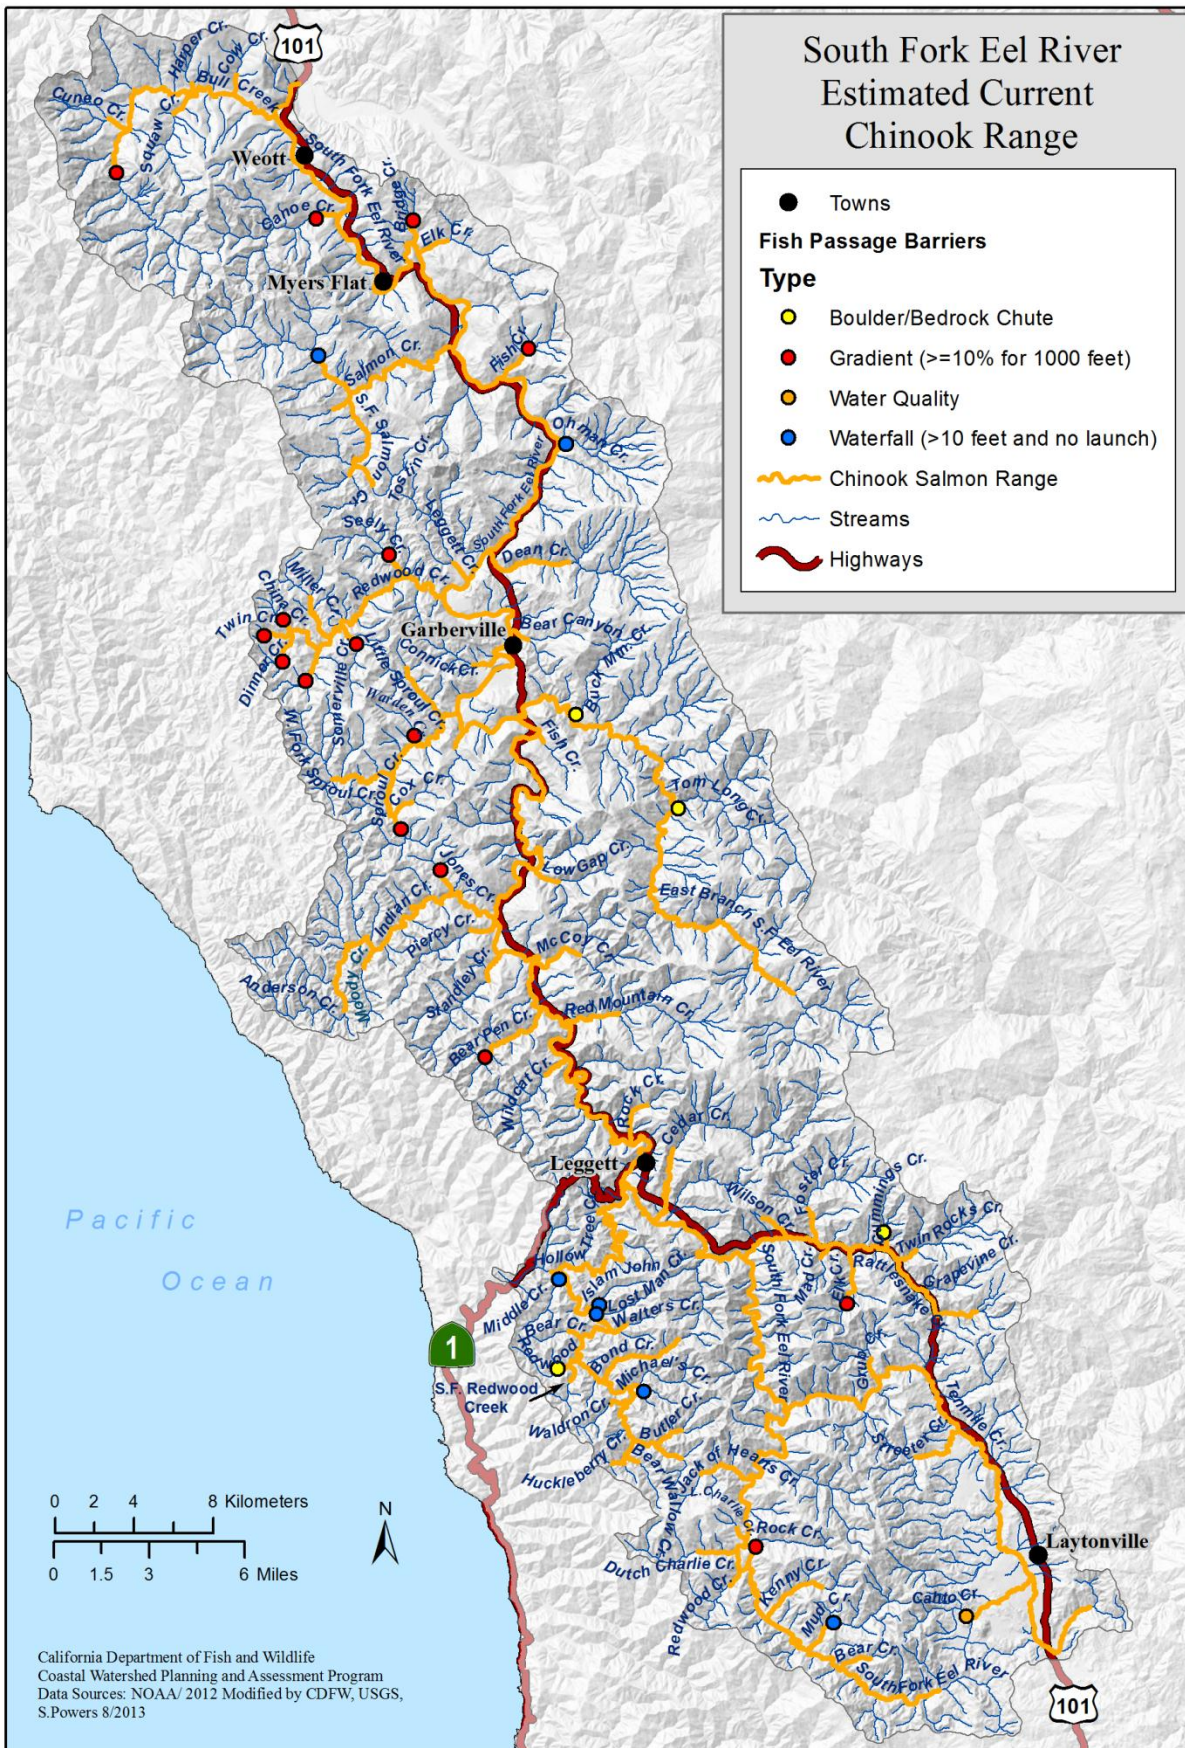 South Fork Eel River
Estimated Current
Chinook Range
Towns
Fish Passage Barriers
Type
Boulder/Bedrock Chute
Gradient (>=10% for 1000 feet)
Water Quality
Waterfall (>10 feet and no launch)
Chinook Salmon Range
Streams
Highways
101
Harper Cr.
Cow Cr.
Bull Creek
Cuneo Cr.
Squaw Cr.
Weott
South Fork Eel River
Bridge Cr.
Canoe Cr.
Elk Cr.
Myers Flat
Salmon Cr.
Fish Cr.
S.F. Salmon Cr.
Tostin Cr.
Ohman Cr.
South Fork Eel River
Leggett Cr.
Seely Cr.
Dean Cr.
Redwood Cr.
Miller Cr.
China Cr.
Twin Cr.
Dinner Cr.
Somerville Cr.
Garberville
Bear Canyon
Connick Cr.
Buck Mtn. Cr.
Little Sproul Cr.
Warden Cr.
W Fork Sproul Cr.
Sproul Cr.
Cox Cr.
Fish Cr.
Tom Long Cr.
Low Gap Cr.
Jones Cr.
Indian Cr.
Piercy Cr.
East Branch S.F. Eel River
Moody Cr.
Anderson Cr.
Standley Cr.
McCoy Cr.
Red Mountain Cr.
Bear Pen Cr.
Wildcat Cr.
Rock Cr.
Cedar Cr.
Leggett
Wilson Cr.
Foster Cr.
Kummings Cr.
Twin Rocks Cr.
Grapevine Cr.
Rattlesnake Cr.
Hollow Tree Cr.
Mad Cr.
Elk Cr.
Islam John
Lost Man Cr.
Middle Cr.
Walters Cr.
Bear Cr.
Redwood
Bond Cr.
Michael's Cr.
South Fork Eel River
Grub Cr.
S.F. Redwood
Creek
Waldron Cr.
Butler Cr.
Huckleberry Cr.
Bear Wallow Cr.
Jack of Hearts Cr.
L. Charlie Cr.
Streeter Cr.
Tenmile Cr.
Rock Cr.
Dutch Charlie Cr.
Redwood Cr.
Kenny Cr.
Mud Cr.
Laytonville
Cahto Cr.
Bear Cr.
South Fork Eel River
101
1
Pacific
Ocean
0 2 4 8 Kilometers
0 1.5 3 6 Miles
N
California Department of Fish and Wildlife
Coastal Watershed Planning and Assessment Program
Data Sources: NOAA/ 2012 Modified by CDFW, USGS,
S.Powers 8/2013